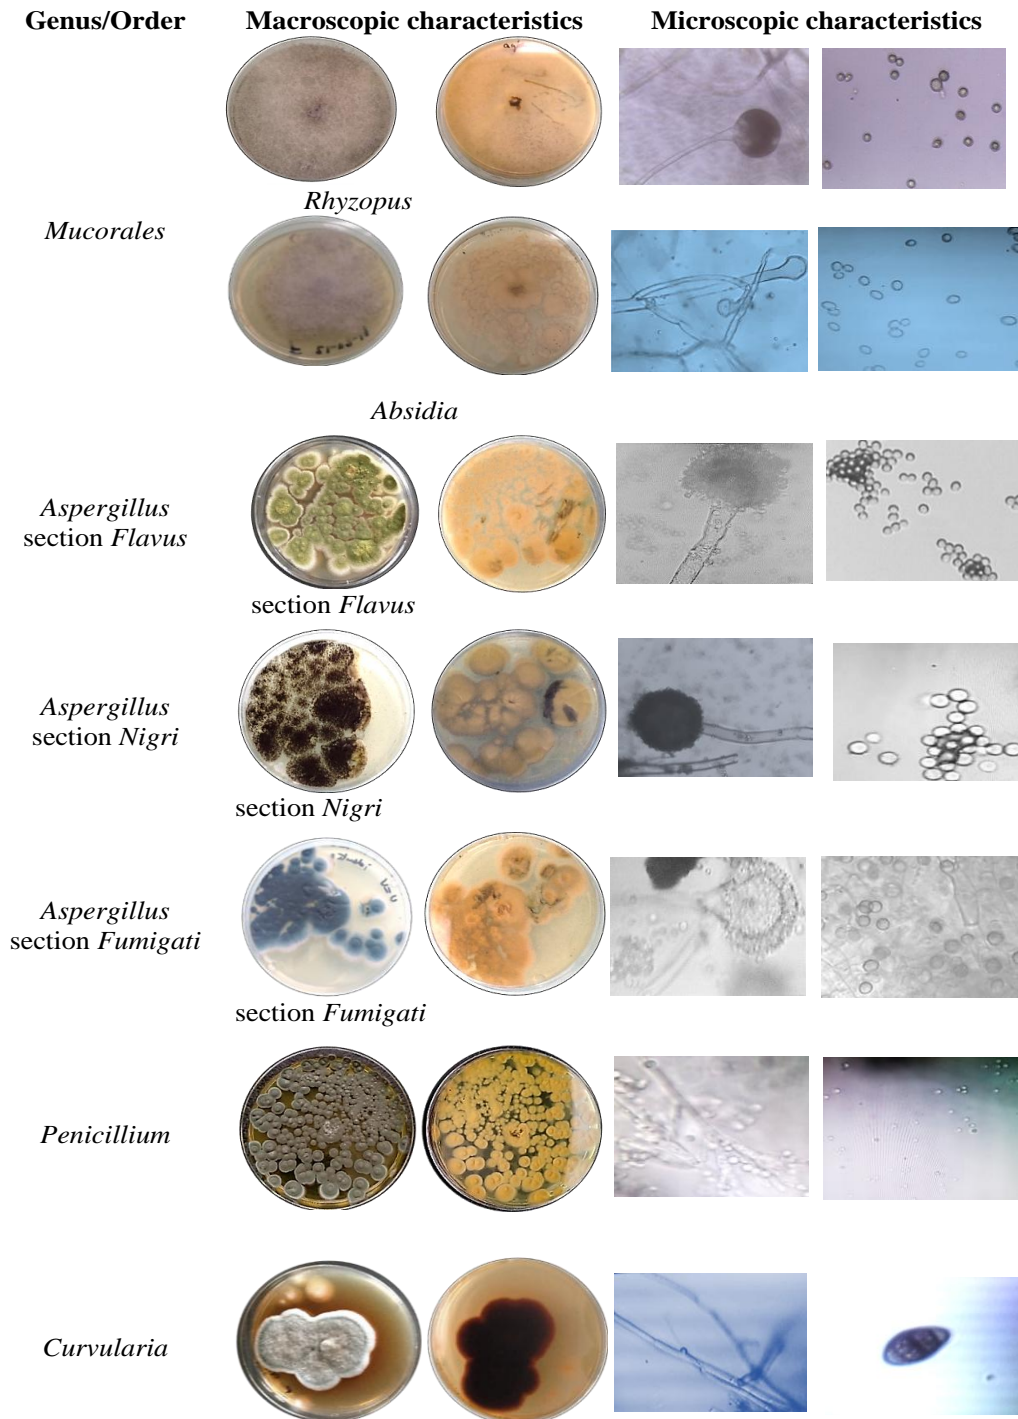 Genus/Order Macroscopic characteristics Microscopic characteristics
Rhyzopus
Mucorales
Absidia
Aspergillus
section Flavus
section Flavus
Aspergillus
section Nigri
section Nigri
Aspergillus
section Fumigati
section Fumigati
Penicillium
Curvularia